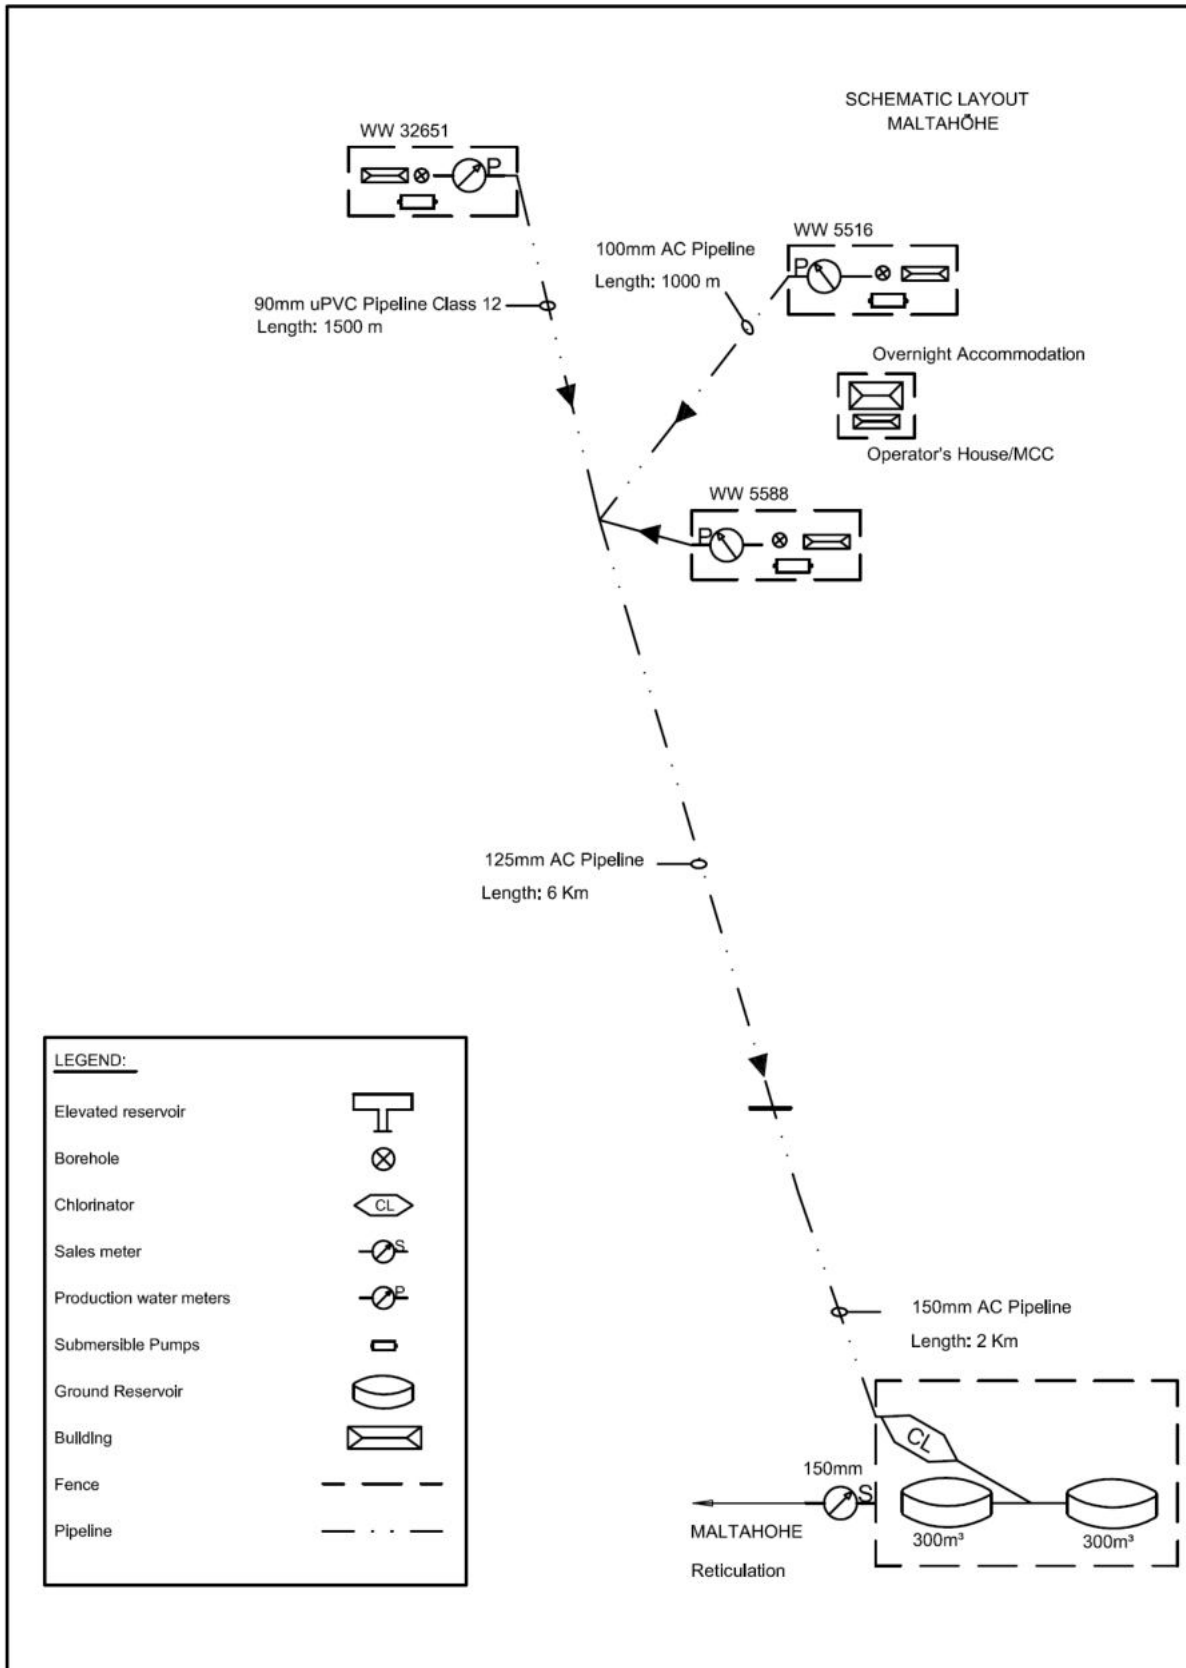 SCHEMATIC LAYOUT
MALTAHÖHE
WW 32651
P
WW 5516
P
100mm AC Pipeline
Length: 1000 m
90mm uPVC Pipeline Class 12
Length: 1500 m
Overnight Accommodation
Operator's House/MCC
WW 5588
P
125mm AC Pipeline
Length: 6 Km
LEGEND:
Elevated reservoir
Borehole
Chlorinator
CL
Sales meter
S
Production water meters
P
Submersible Pumps
Ground Reservoir
Building
Fence
Pipeline
150mm AC Pipeline
Length: 2 Km
CL
150mm
S
MALTAHOHE
Reticulation
300m³
300m³